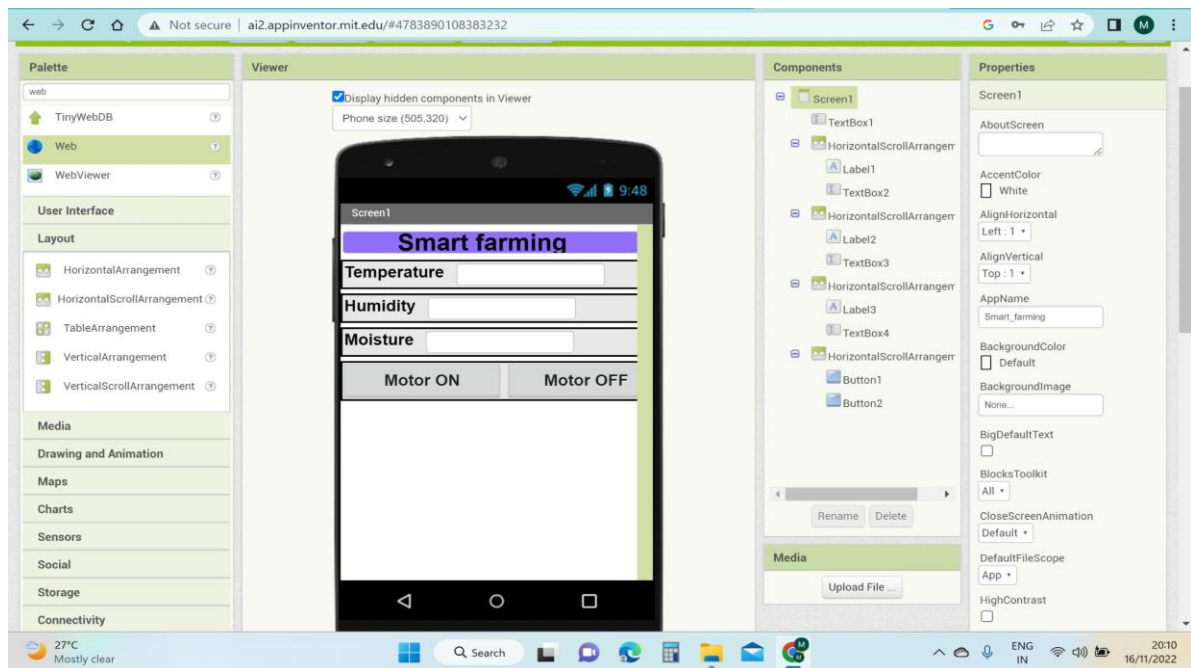 Not secure | ai2.appinventor.mit.edu/#4783890108383232
M
Palette
web
TinyWebDB
Web
WebViewer
User Interface
Layout
HorizontalArrangement
HorizontalScrollArrangement
TableArrangement
VerticalArrangement
VerticalScrollArrangement
Media
Drawing and Animation
Maps
Charts
Sensors
Social
Storage
Connectivity
Viewer
Display hidden components in Viewer
Phone size (505,320)
9:48
Screen1
Smart farming
Temperature
Humidity
Moisture
Motor ON Motor OFF
Components
Screen1
TextBox1
HorizontalScrollArrangem
Label1
TextBox2
HorizontalScrollArrangem
Label2
TextBox3
HorizontalScrollArrangem
Label3
TextBox4
HorizontalScrollArrangem
Button1
Button2
Rename Delete
Media
Upload File ...
Properties
Screen1
AboutScreen
AccentColor
White
AlignHorizontal
Left : 1
AlignVertical
Top : 1
AppName
Smart_farming
BackgroundColor
Default
BackgroundImage
None...
BigDefaultText
BlocksToolkit
All
CloseScreenAnimation
Default
DefaultFileScope
App
HighContrast
27°C
Mostly clear
Search
ENG
IN
20:10
16/11/2022